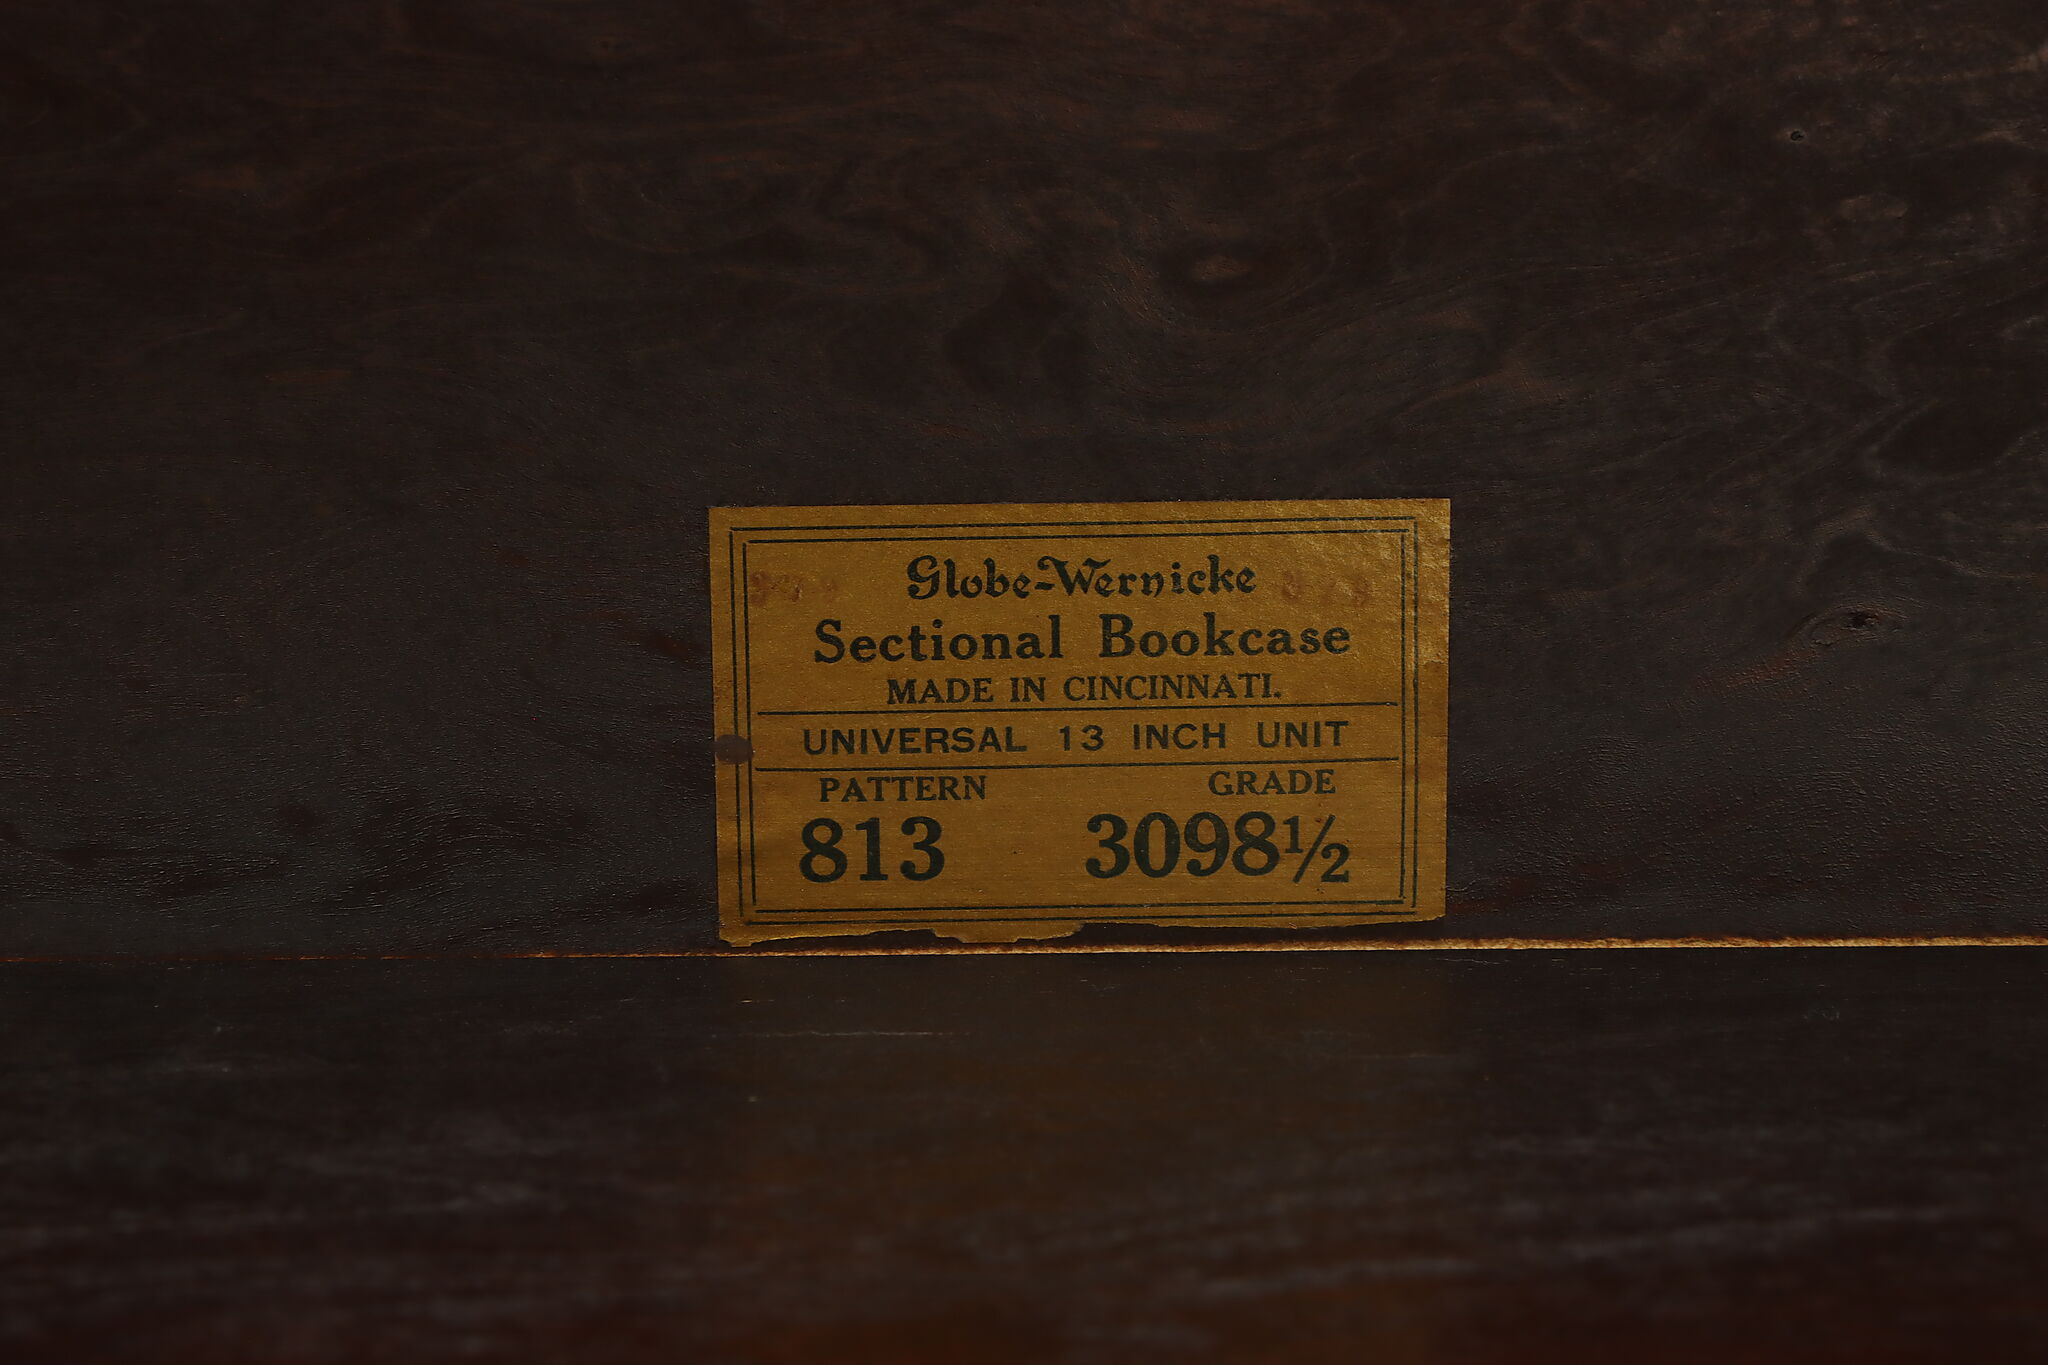 Globe-Wernicke
Sectional Bookcase
MADE IN CINCINNATI.
UNIVERSAL 13 INCH UNIT
PATTERN GRADE
813 3098½